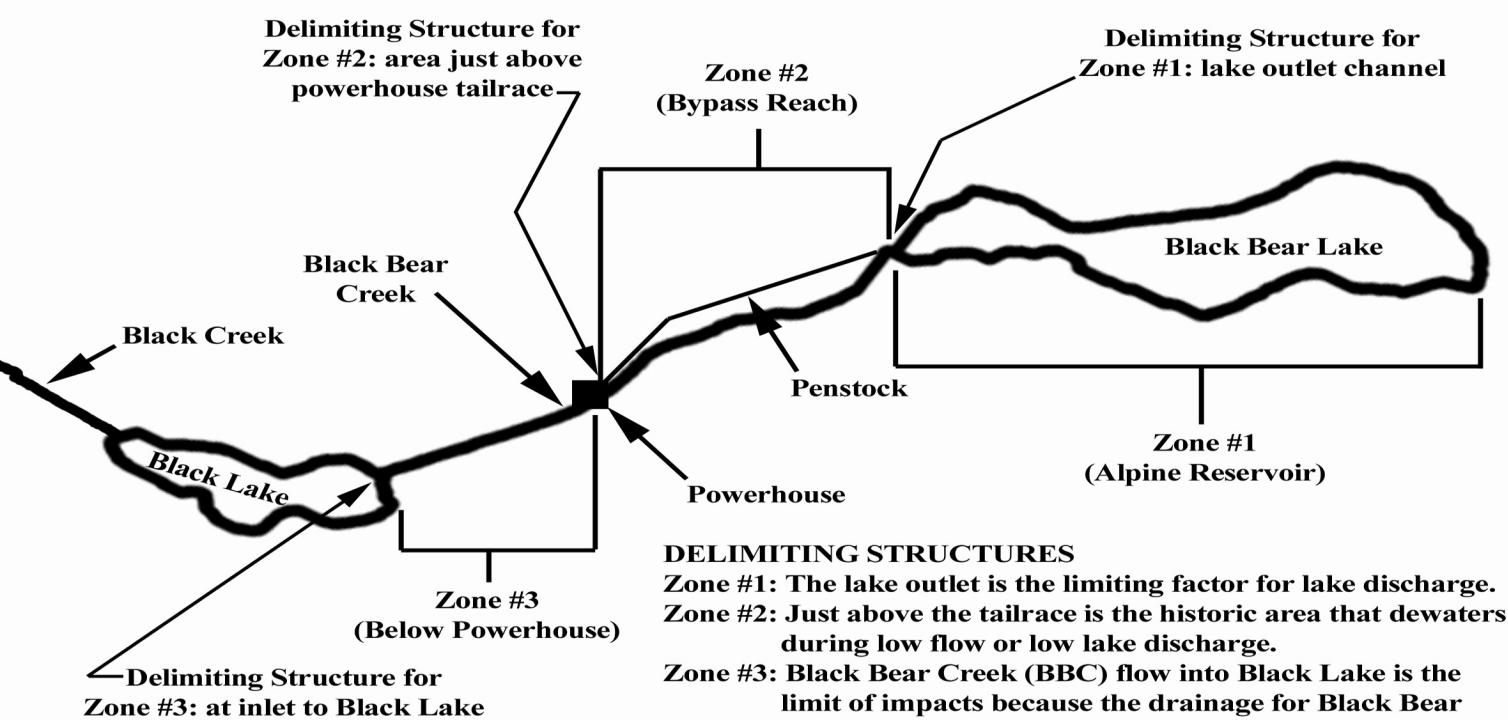 Delimiting Structure for
Zone #2: area just above
powerhouse tailrace
Zone #2
(Bypass Reach)
Delimiting Structure for
Zone #1: lake outlet channel
Black Bear Lake
Black Bear
Creek
Black Creek
Penstock
Zone #1
(Alpine Reservoir)
Black Lake
Powerhouse
Zone #3
(Below Powerhouse)
Delimiting Structure for
Zone #3: at inlet to Black Lake
DELIMITING STRUCTURES
Zone #1: The lake outlet is the limiting factor for lake discharge.
Zone #2: Just above the tailrace is the historic area that dewaters
during low flow or low lake discharge.
Zone #3: Black Bear Creek (BBC) flow into Black Lake is the
limit of impacts because the drainage for Black Bear